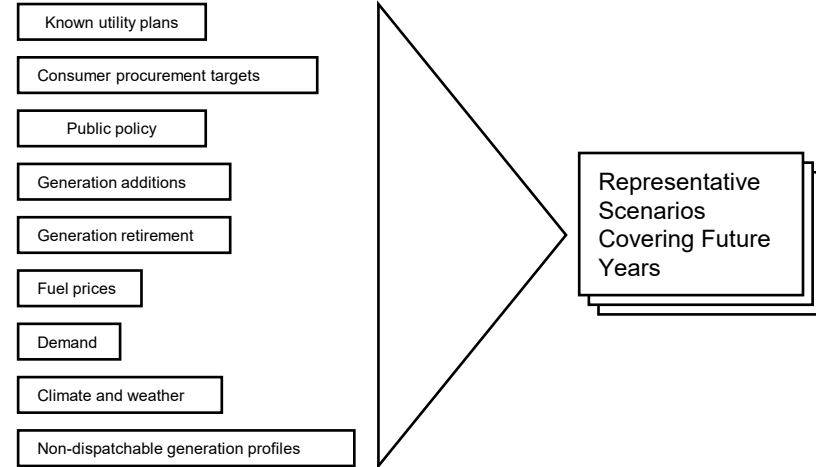 Known utility plans
Consumer procurement targets
Public policy
Generation additions
Generation retirement
Fuel prices
Demand
Climate and weather
Non-dispatchable generation profiles
Representative
Scenarios
Covering Future
Years